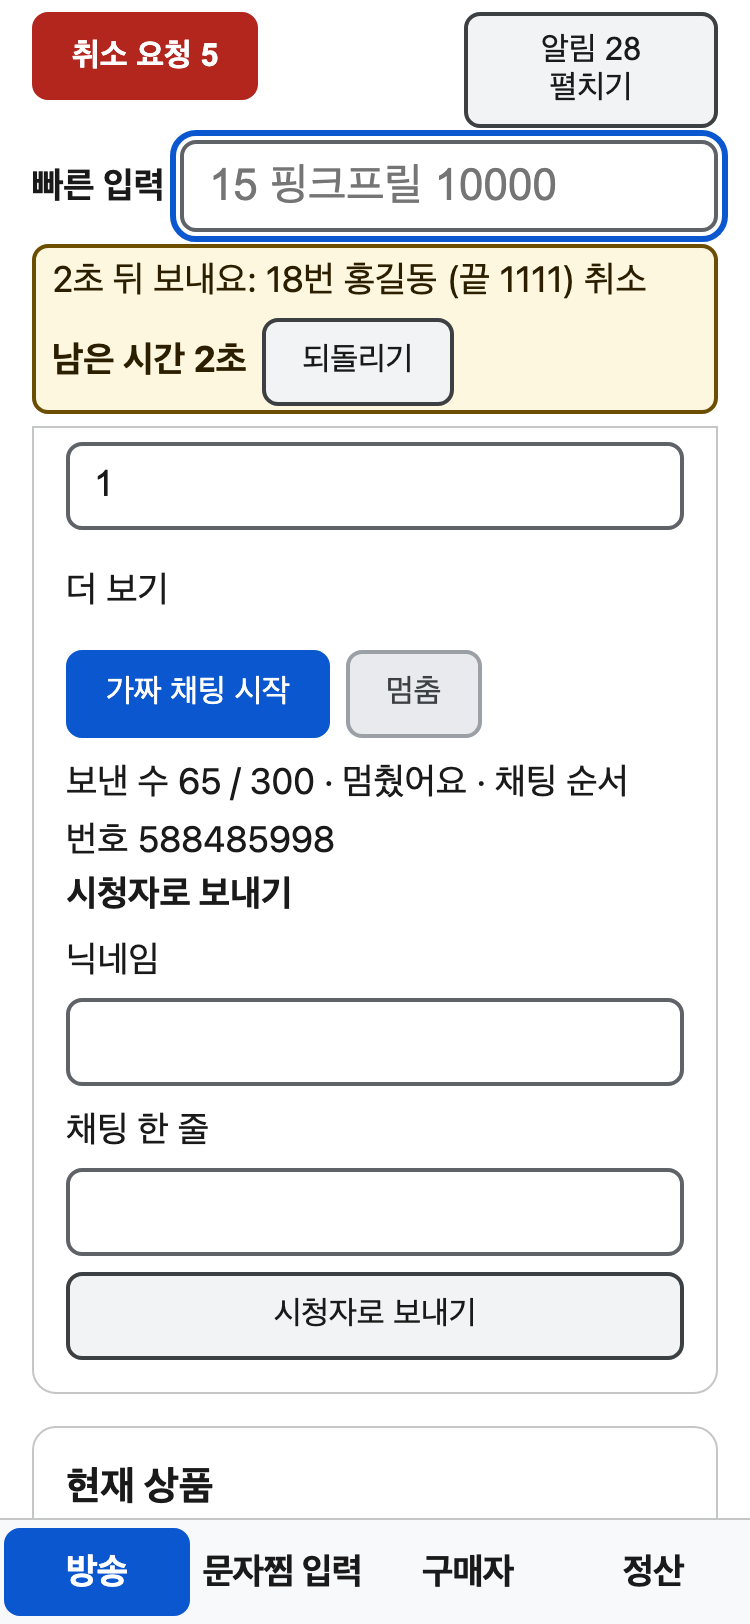 취소 요청 5
알림 28
펼치기
빠른 입력
15 핑크프릴 10000
2초 뒤 보내요: 18번 홍길동 (끝 1111) 취소
남은 시간 2초
되돌리기
1
더 보기
가짜 채팅 시작
멈춤
보낸 수 65 / 300 · 멈췄어요 · 채팅 순서
번호 588485998
시청자로 보내기
닉네임
채팅 한 줄
시청자로 보내기
현재 상품
방송
문자찜 입력
구매자
정산